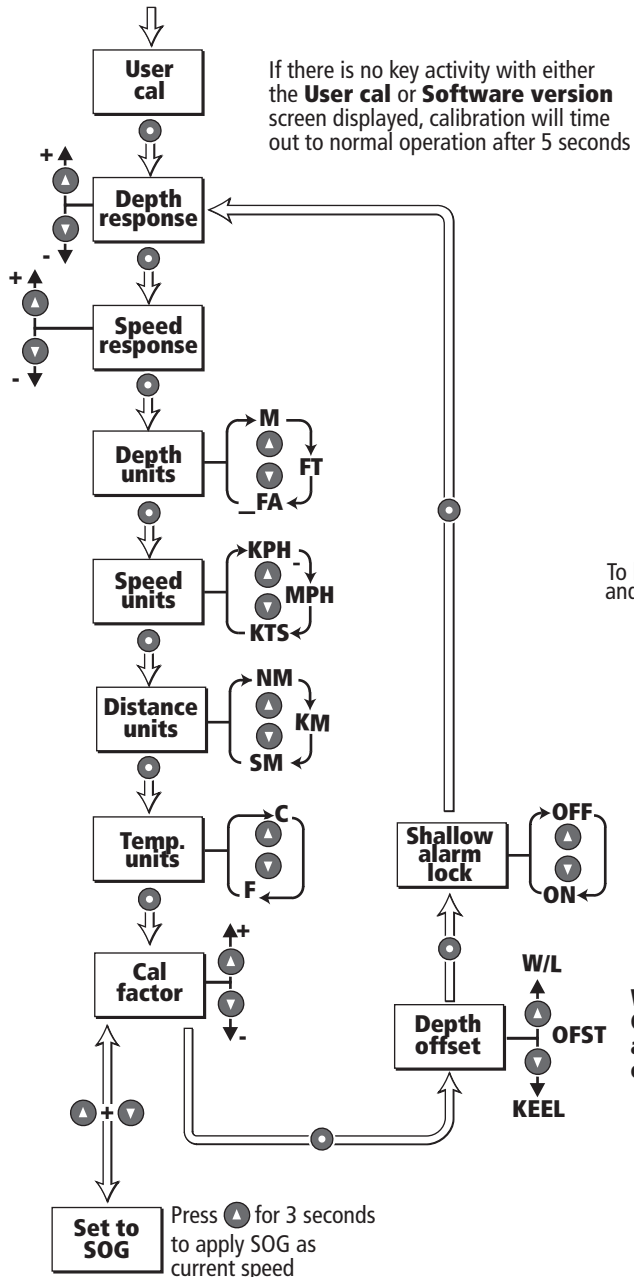 User
cal
If there is no key activity with either
the User cal or Software version
screen displayed, calibration will time
out to normal operation after 5 seconds
+
Depth
response
-
+
Speed
response
-
Depth
units
M
FT
_FA
Speed
units
KPH
-
MPH
KTS
To
and
Distance
units
NM
KM
SM
Temp.
units
C
F
Shallow
alarm
lock
OFF
ON
Cal
factor
+
-
Depth
offset
W/L
OFST
KEEL
+
Set to
SOG
Press for 3 seconds
to apply SOG as
current speed